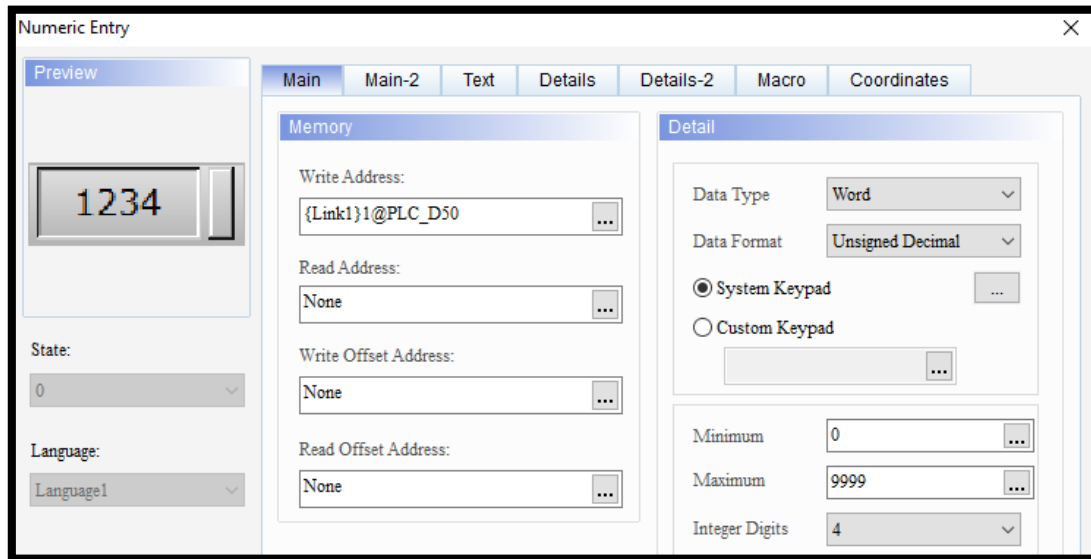 Numeric Entry
Preview
1234
State:
0
Language:
Language1
Main Main-2 Text Details Details-2 Macro Coordinates
Memory
Write Address:
{Link1}1@PLC_D50
...
Read Address:
None
...
Write Offset Address:
None
...
Read Offset Address:
None
...
Detail
Data Type Word
Data Format Unsigned Decimal
System Keypad ...
Custom Keypad
...
Minimum 0 ...
Maximum 9999 ...
Integer Digits 4